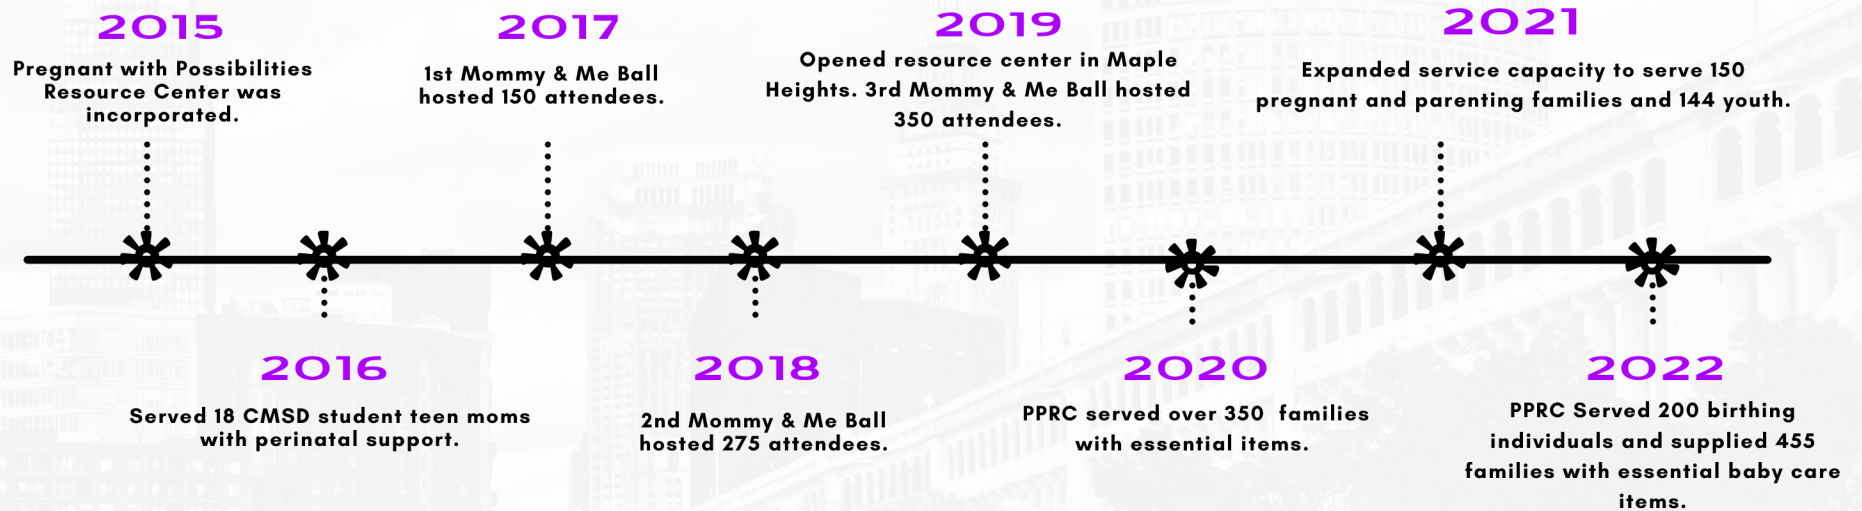 2015
Pregnant with Possibilities
Resource Center was
incorporated.
2016
Served 18 CMSD student teen moms
with perinatal support.
2017
1st Mommy & Me Ball
hosted 150 attendees.
2018
2nd Mommy & Me Ball
hosted 275 attendees.
2019
Opened resource center in Maple
Heights. 3rd Mommy & Me Ball hosted
350 attendees.
2020
PPRC served over 350 families
with essential items.
2021
Expanded service capacity to serve 150
pregnant and parenting families and 144 youth.
2022
PPRC Served 200 birthing
individuals and supplied 455
families with essential baby care
items.